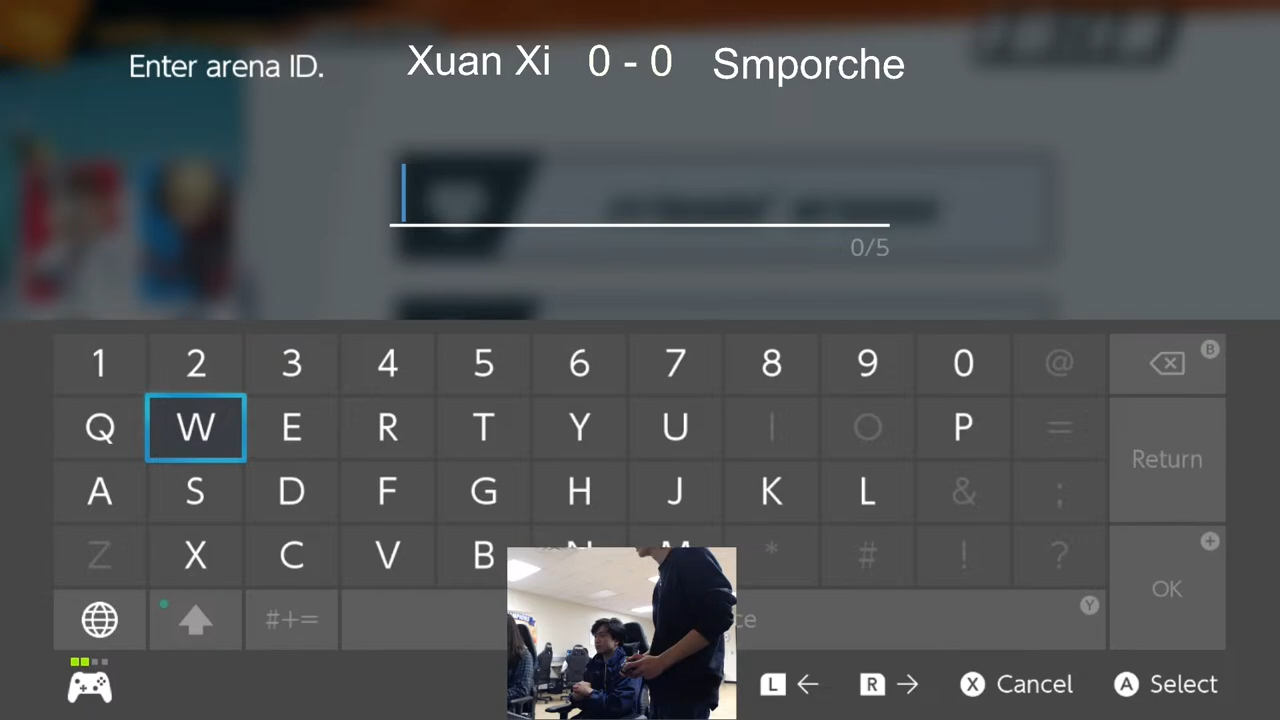 Enter arena ID.
Xuan Xi 0 - 0 Smporche
0/5
1 2 3 4 5 6 7 8 9 0 @ B
Q W E R T Y U I O P = Return
A S D F G H J K L & ;
Z X C V B N M * # ! ? +
OK
#+= Y
L ← R → X Cancel A Select